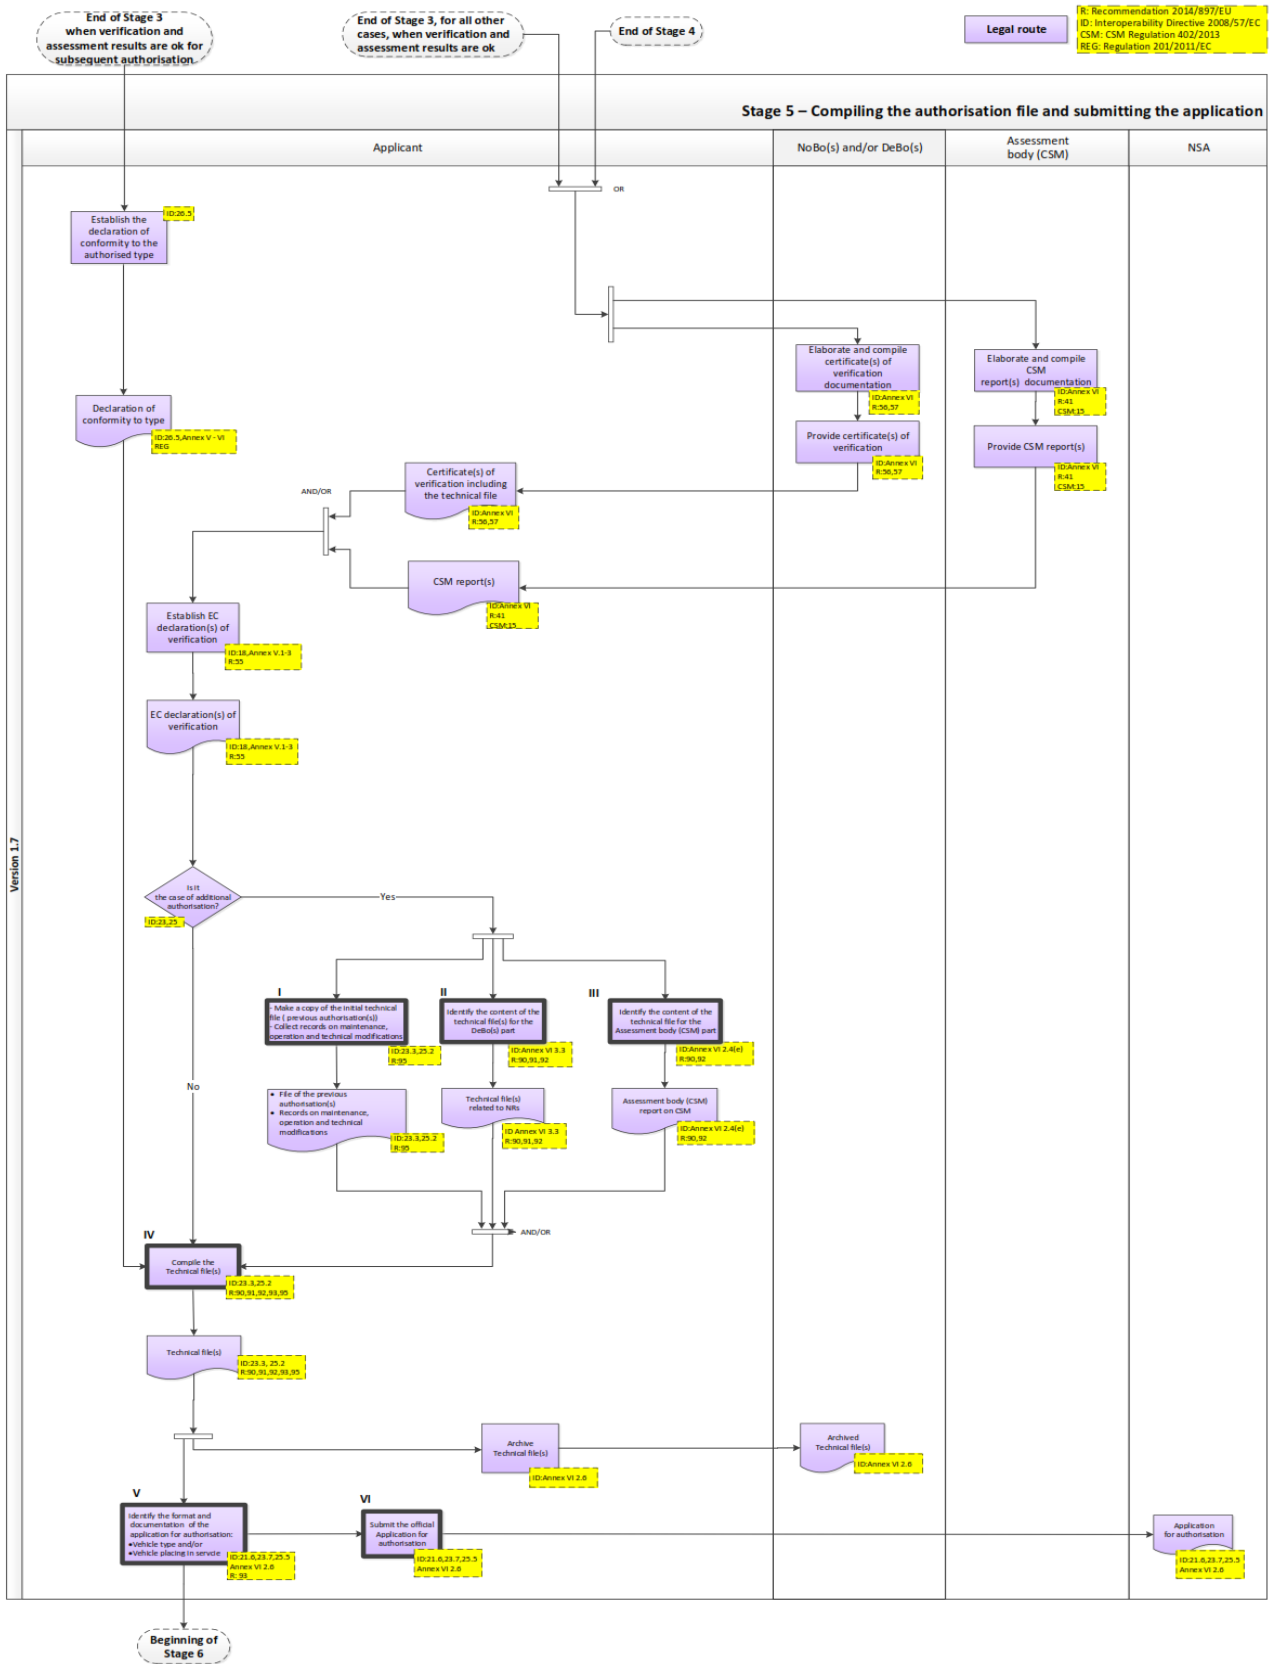 End of Stage 3
when verification and
assessment results are ok for
subsequent authorisation
End of Stage 3, for all other
cases, when verification and
assessment results are ok
End of Stage 4
Legal route
R: Recommendation 2014/897/EU
ID: Interoperability Directive 2008/57/EC
CSM: CSM Regulation 402/2013
REG: Regulation 201/2011/EC
Stage 5 – Compiling the authorisation file and submitting the application
Applicant
NoBo(s) and/or DeBo(s)
Assessment
body (CSM)
NSA
OR
Establish the
declaration of
conformity to the
authorised type
ID:26.5
Elaborate and compile
certificate(s) of
verification
documentation
ID:Annex VI
R:56,57
Elaborate and compile
CSM
report(s) documentation
ID:Annex VI
R:41
CSM:15
Declaration of
conformity to type
ID:26.5,Annex V - VI
REG
Provide certificate(s) of
verification
ID:Annex VI
R:56,57
Provide CSM report(s)
ID:Annex VI
R:41
CSM:15
Certificate(s) of
verification including
the technical file
ID:Annex VI
R:56,57
AND/OR
CSM report(s)
ID:Annex VI
R:41
CSM:15
Establish EC
declaration(s) of
verification
ID:18,Annex V.1-3
R:55
EC declaration(s) of
verification
ID:18,Annex V.1-3
R:55
Version 1.7
Is it
the case of additional
authorisation?
ID:23,25
Yes
No
I
- Make a copy of the initial technical
file ( previous authorisation(s))
- Collect records on maintenance,
operation and technical modifications
ID:23.3,25.2
R:95
II
Identify the content of the
technical file(s) for the
DeBo(s) part
ID:Annex VI 3.3
R:90,91,92
III
Identify the content of the
technical file for the
Assessment body (CSM) part
ID:Annex VI 2.4(e)
R:90,92
• File of the previous
authorisation(s)
• Records on maintenance,
operation and technical
modifications
ID:23.3,25.2
R:95
Technical file(s)
related to NRs
ID Annex VI 3.3
R:90,91,92
Assessment body (CSM)
report on CSM
ID:Annex VI 2.4(e)
R:90,92
AND/OR
IV
Compile the
Technical file(s)
ID:23.3,25.2
R:90,91,92,93,95
Technical file(s)
ID:23.3, 25.2
R:90,91,92,93,95
Archive
Technical file(s)
ID:Annex VI 2.6
Archived
Technical file(s)
ID:Annex VI 2.6
V
Identify the format and
documentation of the
application for authorisation:
•Vehicle type and/or
•Vehicle placing in servcie
ID:21.6,23.7,25.5
Annex VI 2.6
R: 93
VI
Submit the official
Application for
authorisation
ID:21.6,23.7,25.5
Annex VI 2.6
Application
for authorisation
ID:21.6,23.7,25.5
Annex VI 2.6
Beginning of
Stage 6